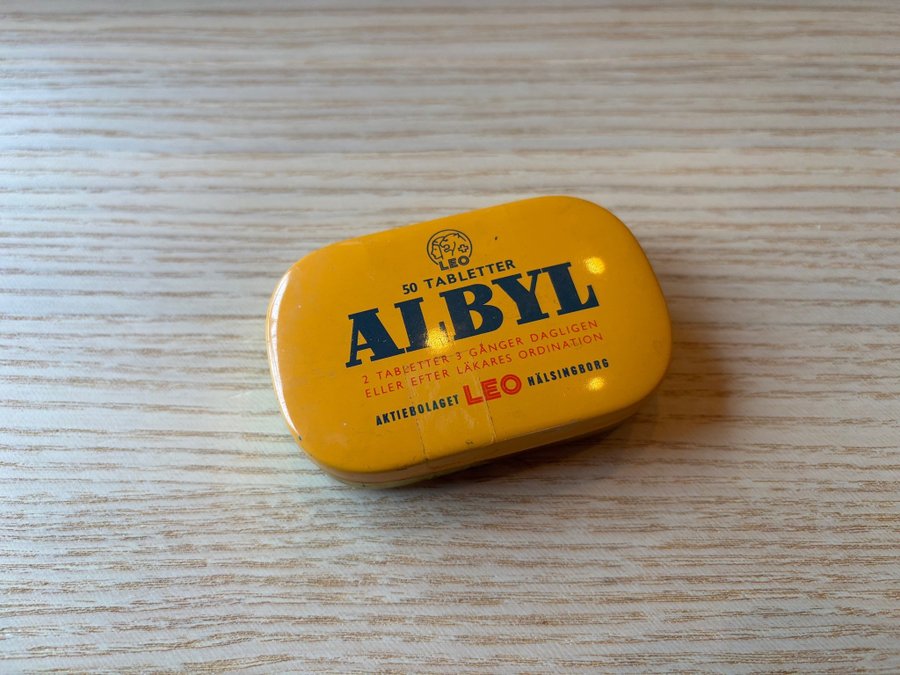 LEO
50 TABLETTER
ALBYL
2 TABLETTER 3 GÅNGER DAGLIGEN
ELLER EFTER LÄKARES ORDINATION
AKTIEBOLAGET LEO HÄLSINGBORG